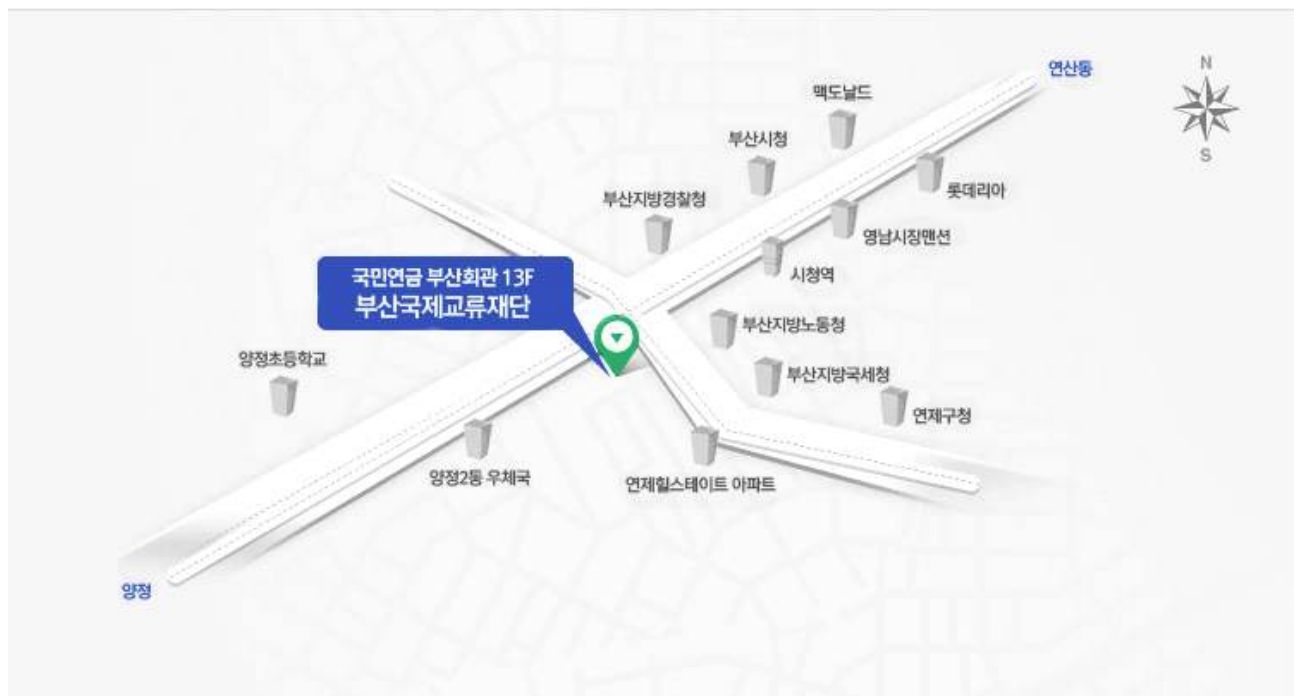 연산동
N
맥도날드
부산시청
S
롯데리아
부산지방경찰청
영남시장맨션
시청역
국민연금 부산회관 13F
부산국제교류재단
부산지방노동청
양정초등학교
부산지방국세청
연제구청
양정2동 우체국
연제힐스테이트 아파트
양정